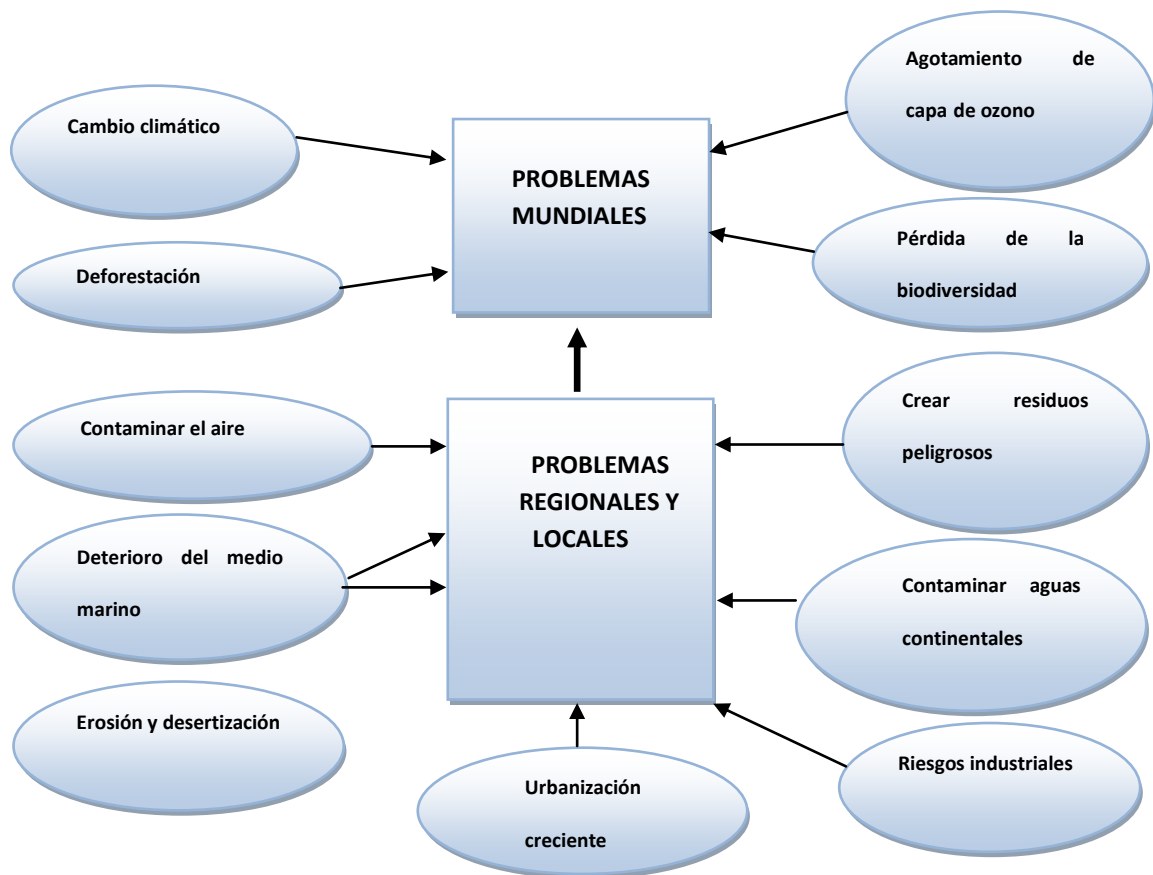 Agotamiento de
capa de ozono
Cambio climático
PROBLEMAS
MUNDIALES
Pérdida de la
biodiversidad
Deforestación
Crear residuos
peligrosos
Contaminar el aire
PROBLEMAS
REGIONALES Y
LOCALES
Deterioro del medio
marino
Contaminar aguas
continentales
Erosión y desertización
Riesgos industriales
Urbanización
creciente